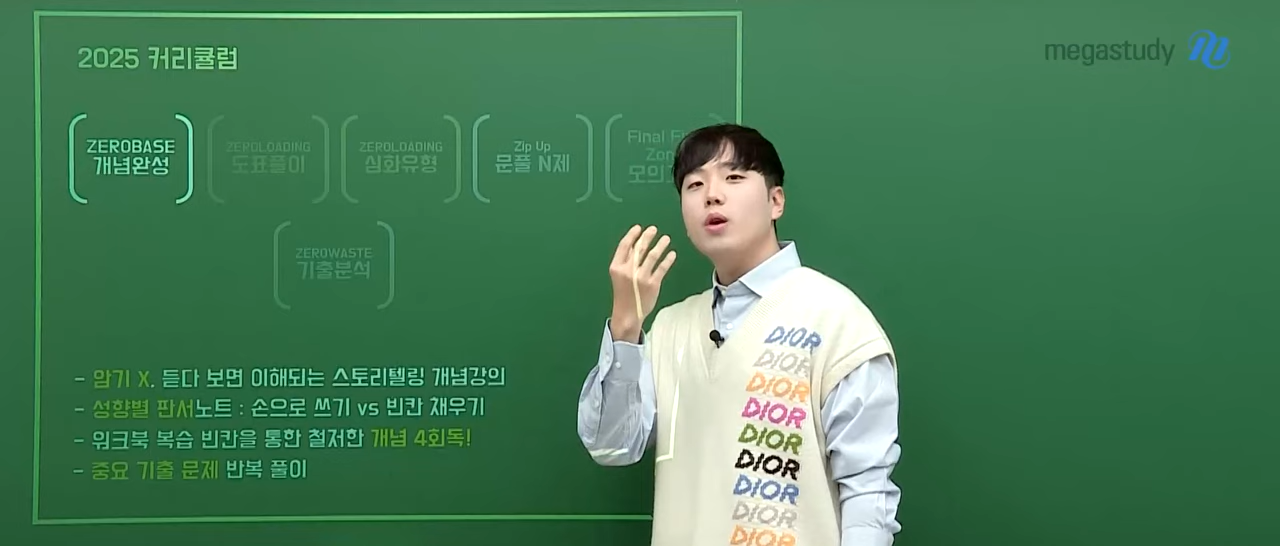 2025 커리큘럼
megastudy
ZEROBASE
개념완성
ZEROLOADING
도표풀이
ZEROLOADING
심화유형
Zip Up
문풀 N제
Final
모의
ZEROWASTE
기출분석
- 암기 X. 듣다 보면 이해되는 스토리텔링 개념강의
- 성향별 판서노트 : 손으로 쓰기 vs 빈칸 채우기
- 워크북 복습 빈칸을 통한 철저한 개념 4회독!
- 중요 기출 문제 반복 풀이
DIOR
DIOR
DIOR
DIOR
DIOR
DIOR
DIOR
DIOR
DIOR